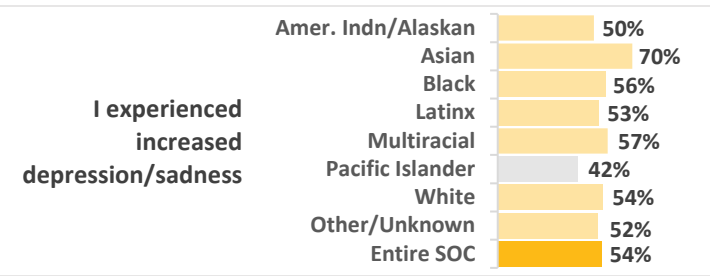 I experienced
increased
depression/sadness
Amer. Indn/Alaskan 50%
Asian 70%
Black 56%
Latinx 53%
Multiracial 57%
Pacific Islander 42%
White 54%
Other/Unknown 52%
Entire SOC 54%